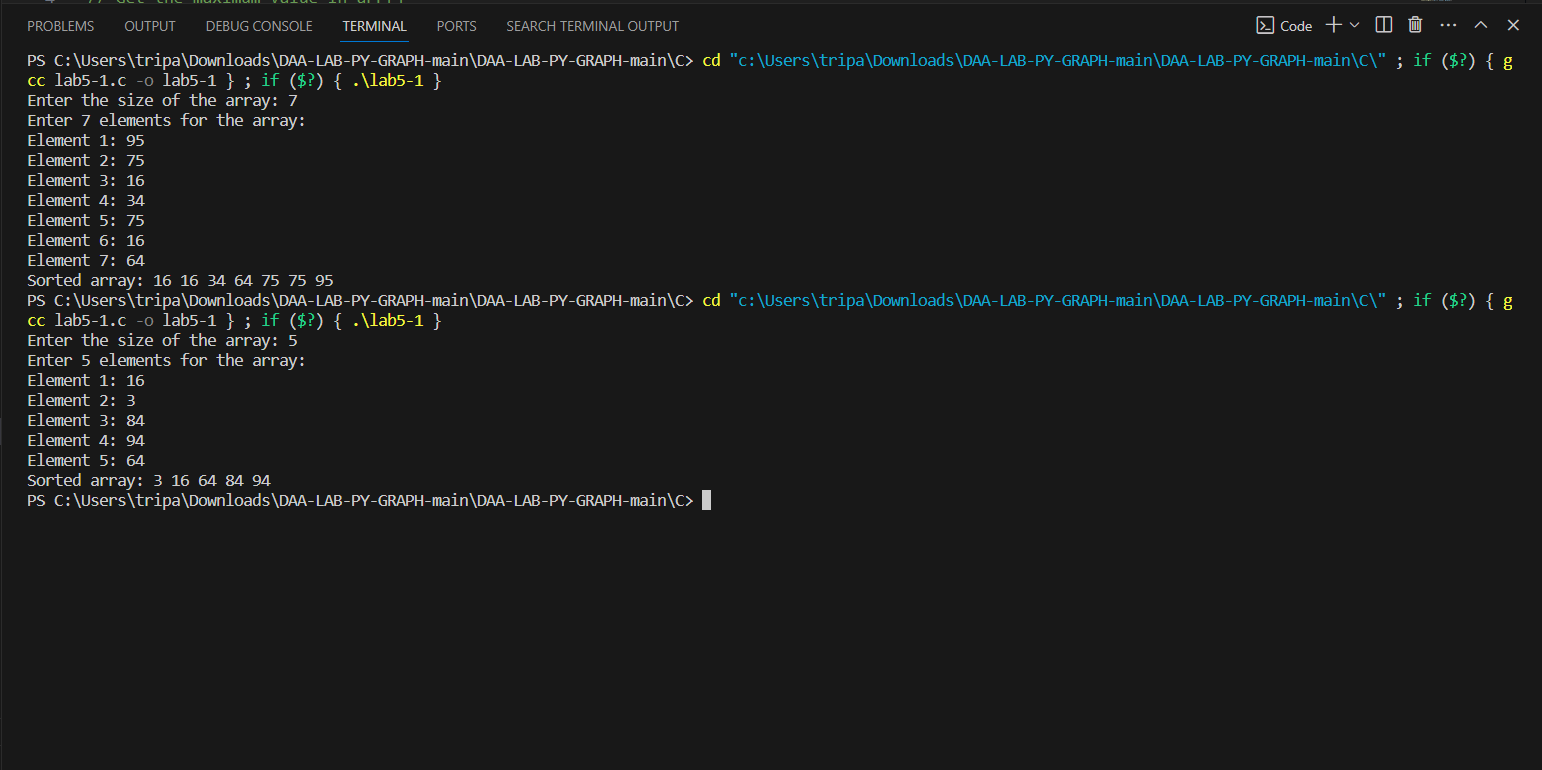 // Get the maximum value in arr[]
PROBLEMS OUTPUT DEBUG CONSOLE TERMINAL PORTS SEARCH TERMINAL OUTPUT Code
PS C:\Users\tripa\Downloads\DAA-LAB-PY-GRAPH-main\DAA-LAB-PY-GRAPH-main\C> cd "c:\Users\tripa\Downloads\DAA-LAB-PY-GRAPH-main\DAA-LAB-PY-GRAPH-main\C\" ; if ($?) { g
cc lab5-1.c -o lab5-1 } ; if ($?) { .\lab5-1 }
Enter the size of the array: 7
Enter 7 elements for the array:
Element 1: 95
Element 2: 75
Element 3: 16
Element 4: 34
Element 5: 75
Element 6: 16
Element 7: 64
Sorted array: 16 16 34 64 75 75 95
PS C:\Users\tripa\Downloads\DAA-LAB-PY-GRAPH-main\DAA-LAB-PY-GRAPH-main\C> cd "c:\Users\tripa\Downloads\DAA-LAB-PY-GRAPH-main\DAA-LAB-PY-GRAPH-main\C\" ; if ($?) { g
cc lab5-1.c -o lab5-1 } ; if ($?) { .\lab5-1 }
Enter the size of the array: 5
Enter 5 elements for the array:
Element 1: 16
Element 2: 3
Element 3: 84
Element 4: 94
Element 5: 64
Sorted array: 3 16 64 84 94
PS C:\Users\tripa\Downloads\DAA-LAB-PY-GRAPH-main\DAA-LAB-PY-GRAPH-main\C>